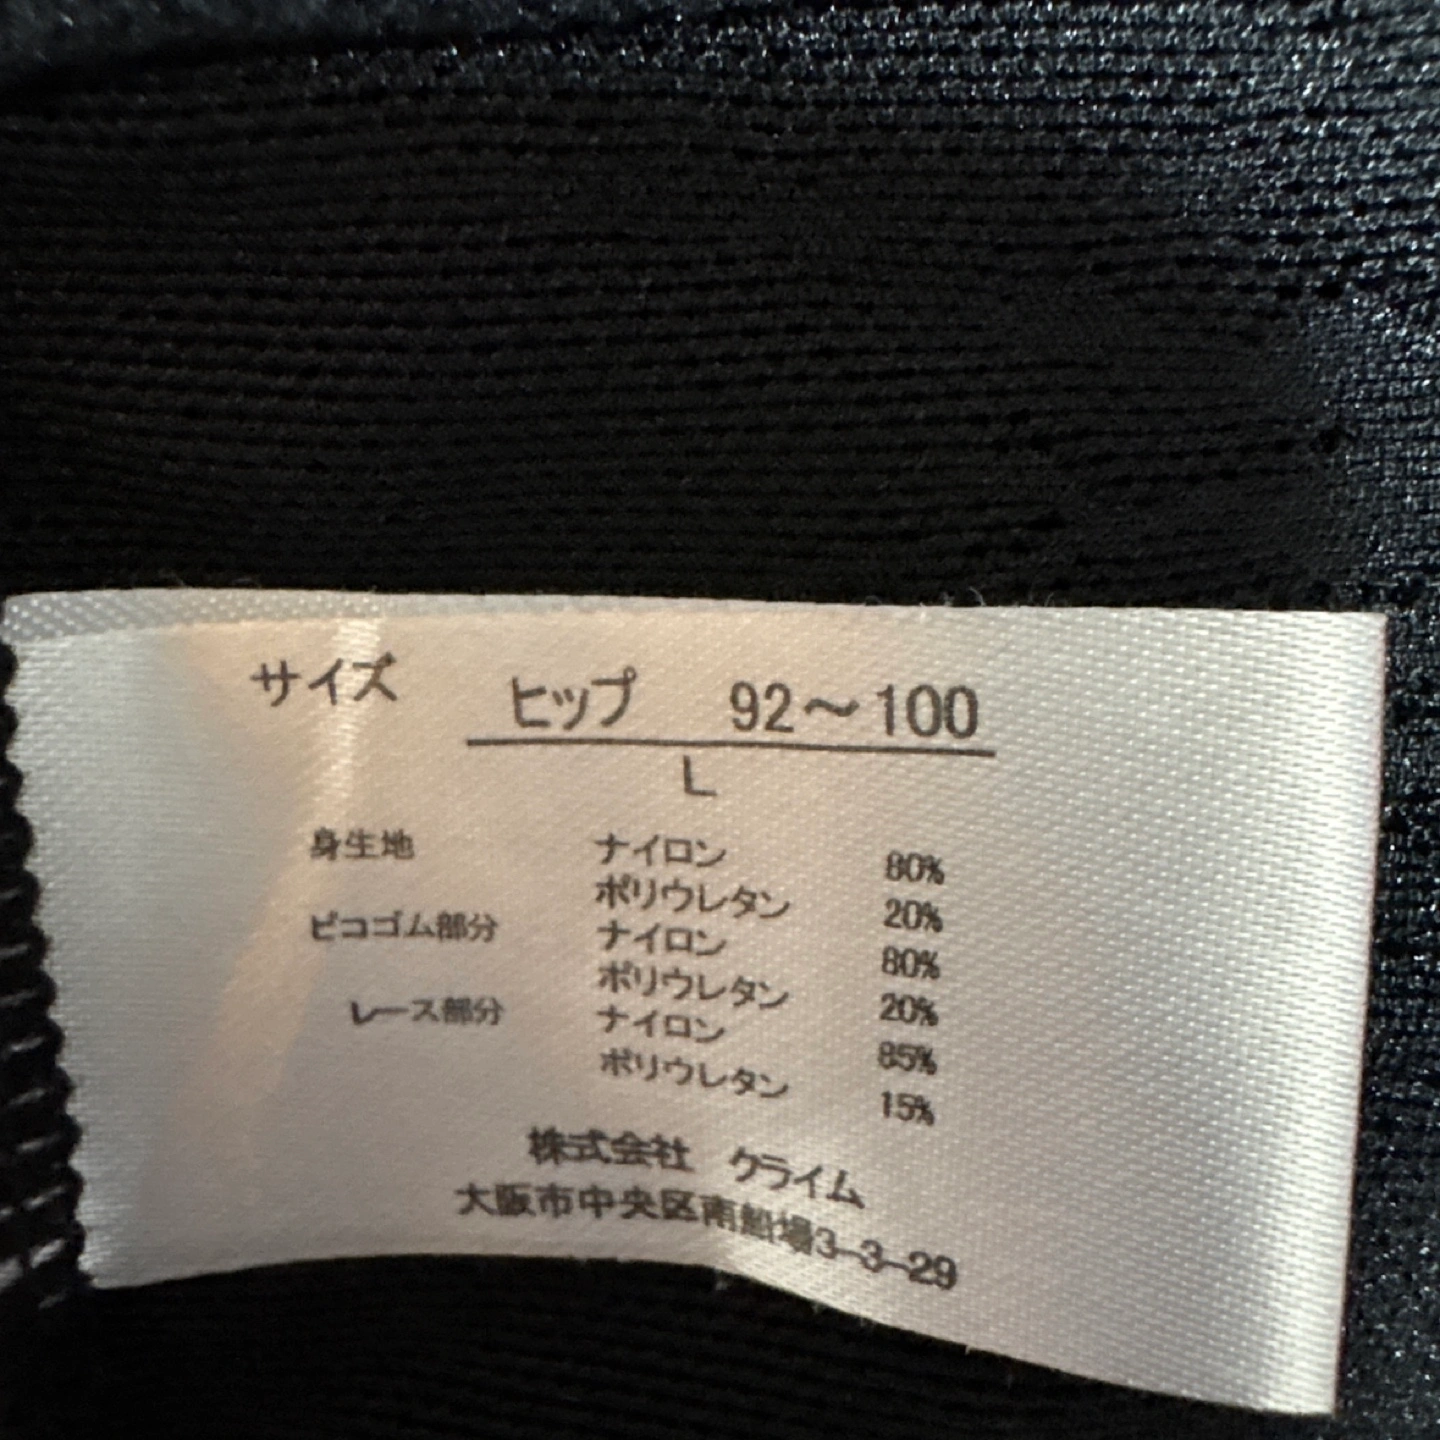 サイズ ヒップ 92〜100
L
身生地 ナイロン 80%
ポリウレタン 20%
ピコゴム部分 ナイロン 80%
ポリウレタン 20%
レース部分 ナイロン 85%
ポリウレタン 15%
株式会社 クライム
大阪市中央区南船場3-3-29